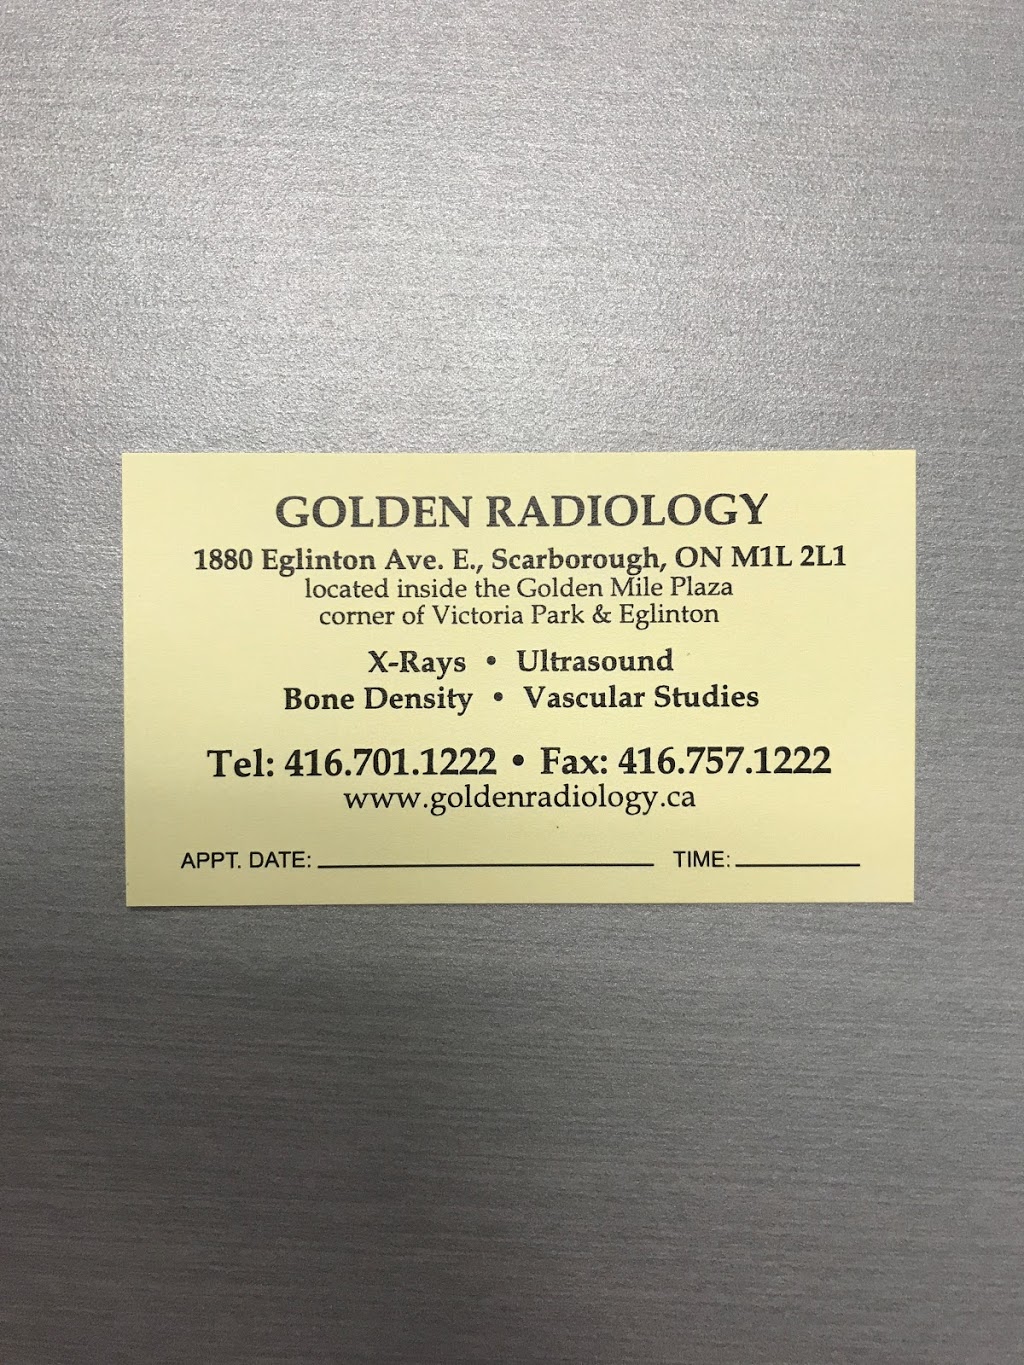 GOLDEN RADIOLOGY
1880 Eglinton Ave. E., Scarborough, ON M1L 2L1
located inside the Golden Mile Plaza
corner of Victoria Park & Eglinton
X-Rays • Ultrasound
Bone Density • Vascular Studies
Tel: 416.701.1222 • Fax: 416.757.1222
www.goldenradiology.ca
APPT. DATE: ____________________ TIME: ________